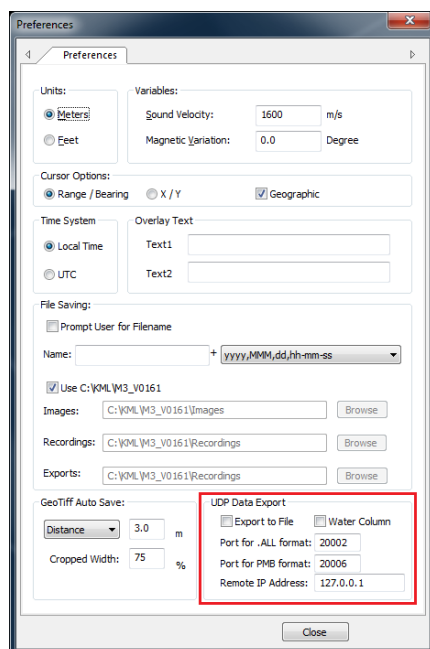 Preferences
Preferences
Units:
Variables:
Meters
Sound Velocity: 1600 m/s
Feet
Magnetic Variation: 0.0 Degree
Cursor Options:
Range / Bearing X / Y Geographic
Time System
Overlay Text
Local Time
Text1
UTC
Text2
File Saving:
Prompt User for Filename
Name: + yyyy,MMM,dd,hh-mm-ss
Use C:\KML\M3_V0161
Images: C:\KML\M3_V0161\Images Browse
Recordings: C:\KML\M3_V0161\Recordings Browse
Exports: C:\KML\M3_V0161\Recordings Browse
GeoTiff Auto Save:
Distance 3.0 m
Cropped Width: 75 %
UDP Data Export
Export to File Water Column
Port for .ALL format: 20002
Port for PMB format: 20006
Remote IP Address: 127.0.0.1
Close